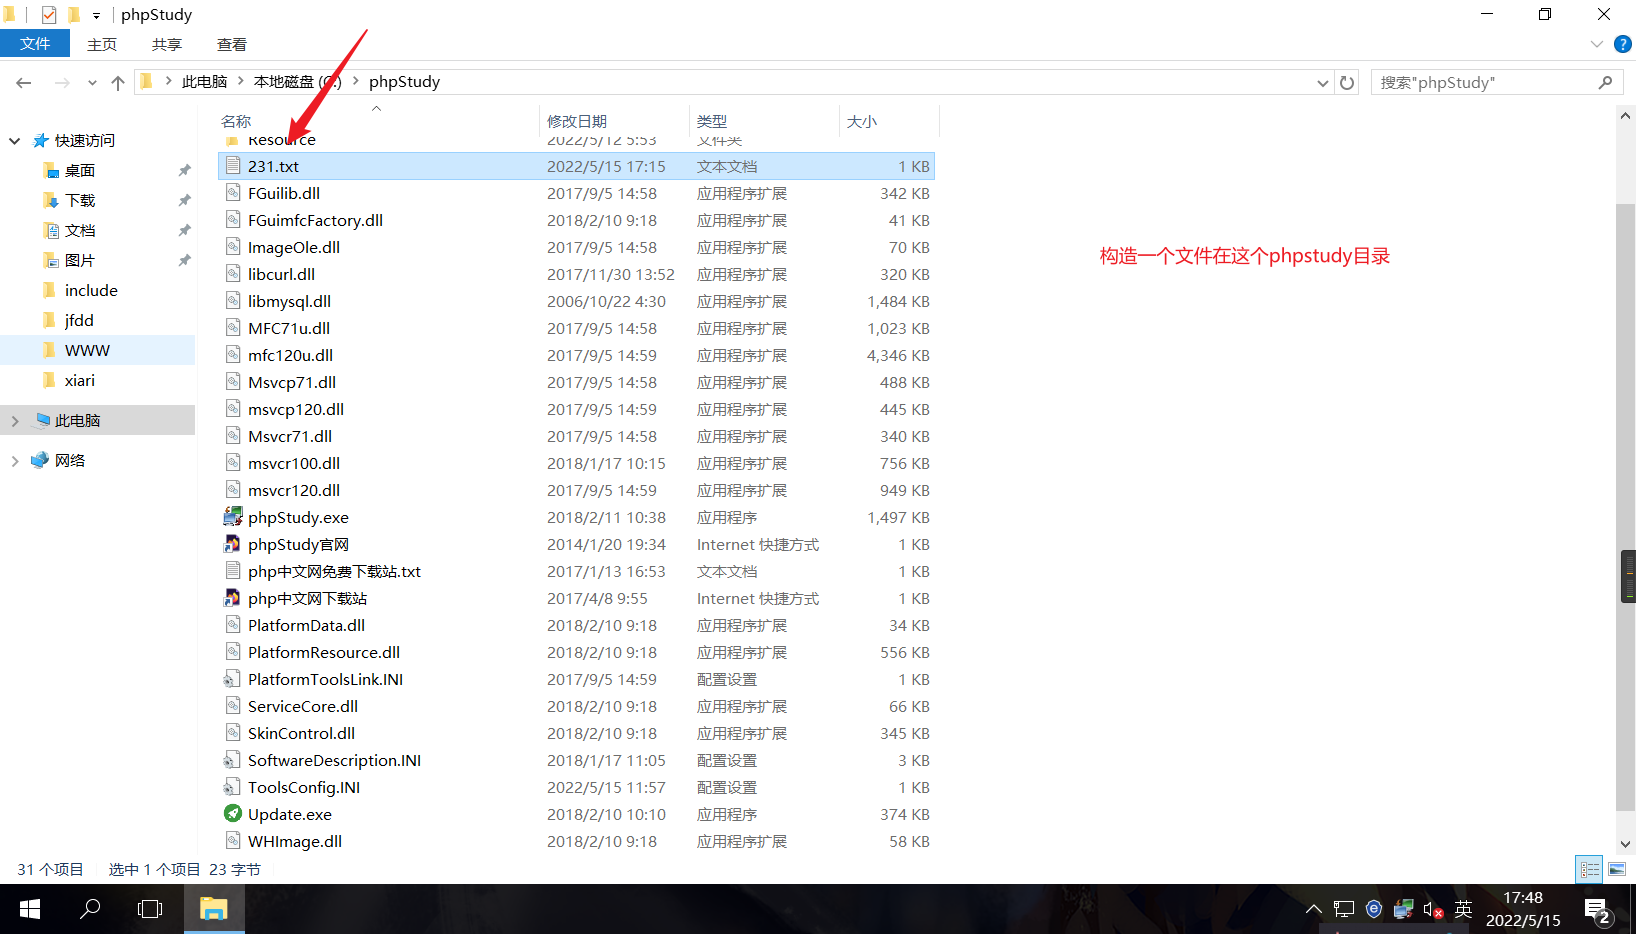 phpStudy
文件 主页 共享 查看
此电脑 本地磁盘 phpStudy
搜索"phpStudy"
名称 修改日期 类型 大小
Resource 2022/5/12 5:53 文件夹
231.txt 2022/5/15 17:15 文本文档 1 KB
FGuilib.dll 2017/9/5 14:58 应用程序扩展 342 KB
FGuimfcFactory.dll 2018/2/10 9:18 应用程序扩展 41 KB
ImageOle.dll 2017/9/5 14:58 应用程序扩展 70 KB
libcurl.dll 2017/11/30 13:52 应用程序扩展 320 KB
libmysql.dll 2006/10/22 4:30 应用程序扩展 1,484 KB
MFC71u.dll 2017/9/5 14:58 应用程序扩展 1,023 KB
mfc120u.dll 2017/9/5 14:59 应用程序扩展 4,346 KB
Msvcp71.dll 2017/9/5 14:58 应用程序扩展 488 KB
msvcp120.dll 2017/9/5 14:59 应用程序扩展 445 KB
Msvcr71.dll 2017/9/5 14:58 应用程序扩展 340 KB
msvcr100.dll 2018/1/17 10:15 应用程序扩展 756 KB
msvcr120.dll 2017/9/5 14:59 应用程序扩展 949 KB
phpStudy.exe 2018/2/11 10:38 应用程序 1,497 KB
phpStudy官网 2014/1/20 19:34 Internet 快捷方式 1 KB
php中文网免费下载站.txt 2017/1/13 16:53 文本文档 1 KB
php中文网下载站 2017/4/8 9:55 Internet 快捷方式 1 KB
PlatformData.dll 2018/2/10 9:18 应用程序扩展 34 KB
PlatformResource.dll 2018/2/10 9:18 应用程序扩展 556 KB
PlatformToolsLink.INI 2017/9/5 14:59 配置设置 1 KB
ServiceCore.dll 2018/2/10 9:18 应用程序扩展 66 KB
SkinControl.dll 2018/2/10 9:18 应用程序扩展 345 KB
SoftwareDescription.INI 2018/1/17 11:05 配置设置 3 KB
ToolsConfig.INI 2022/5/15 11:57 配置设置 1 KB
Update.exe 2018/2/10 10:10 应用程序 374 KB
WHImage.dll 2018/2/10 9:18 应用程序扩展 58 KB
快速访问
桌面
下载
文档
图片
include
jfdd
WWW
xiari
此电脑
网络
构造一个文件在这个phpstudy目录
31 个项目 选中 1 个项目 23 字节
英
17:48
2022/5/15
2